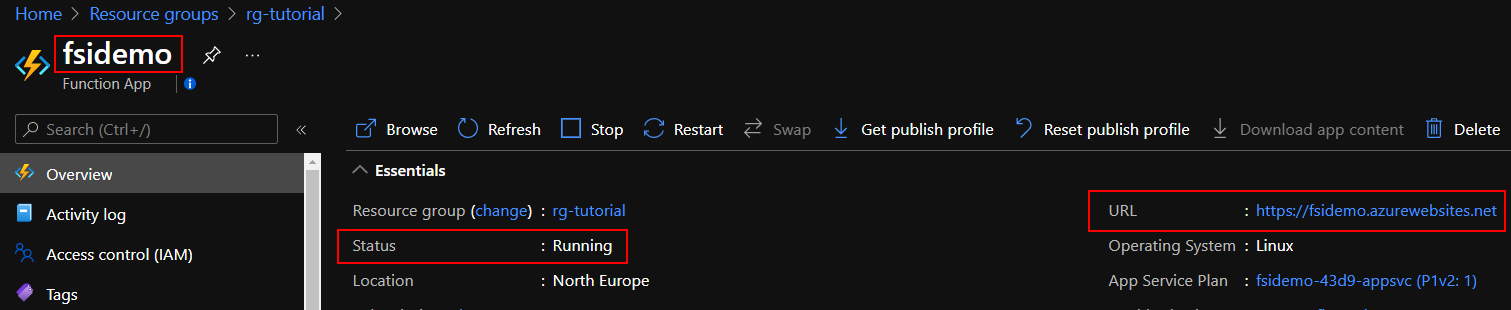 Home > Resource groups > rg-tutorial >
fsidemo
...
Function App
Search (Ctrl+/)
«
Overview
Activity log
Access control (IAM)
Tags
Browse Refresh Stop Restart Swap Get publish profile Reset publish profile Download app content Delete
Essentials
Resource group (change) : rg-tutorial
Status : Running
Location : North Europe
URL : https://fsidemo.azurewebsites.net
Operating System : Linux
App Service Plan : fsidemo-43d9-appsvc (P1v2: 1)